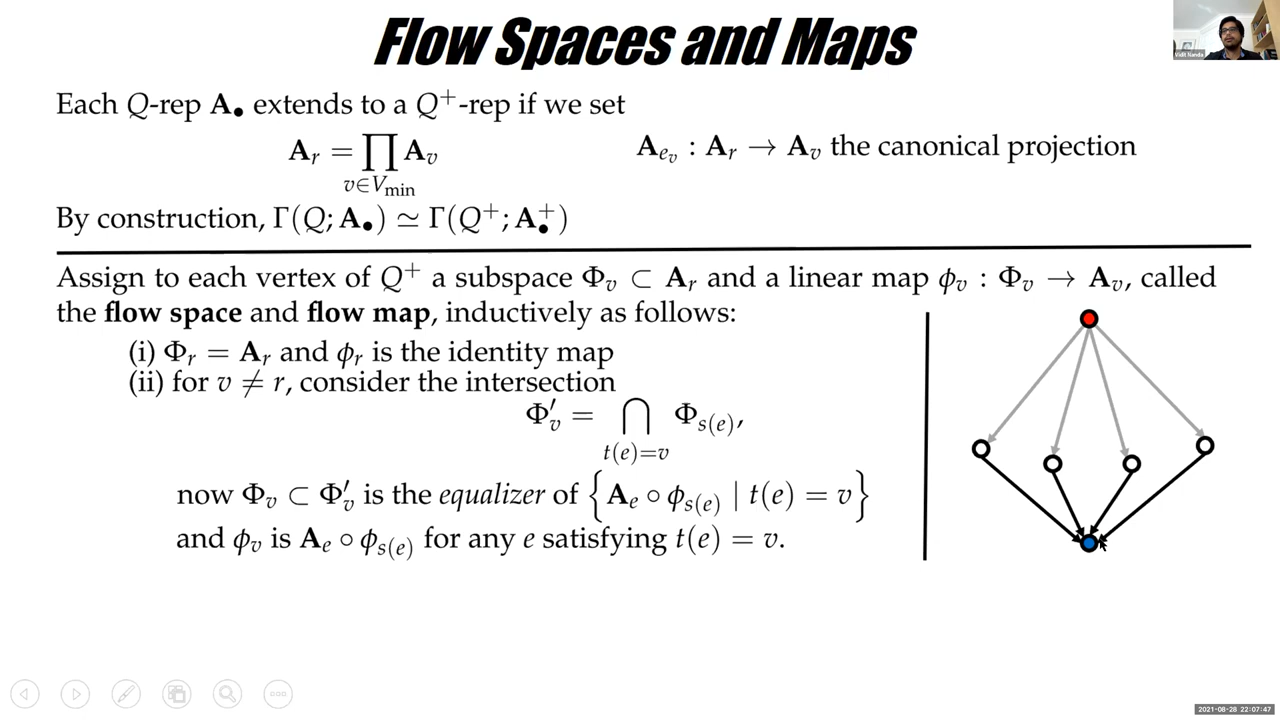 Flow Spaces and Maps
Vidit Nanda
Each Q-rep A• extends to a Q⁺-rep if we set
A_r = ∏_{v∈V_min} A_v
A_{e_v} : A_r → A_v the canonical projection
By construction, Γ(Q; A•) ≃ Γ(Q⁺; A•⁺)
Assign to each vertex of Q⁺ a subspace Φ_v ⊂ A_r and a linear map ϕ_v : Φ_v → A_v, called
the flow space and flow map, inductively as follows:
(i) Φ_r = A_r and ϕ_r is the identity map
(ii) for v ≠ r, consider the intersection
Φ′_v = ⋂_{t(e)=v} Φ_{s(e)},
now Φ_v ⊂ Φ′_v is the equalizer of { A_e ∘ ϕ_{s(e)} | t(e) = v }
and ϕ_v is A_e ∘ ϕ_{s(e)} for any e satisfying t(e) = v.
2021-08-28 22:07:47